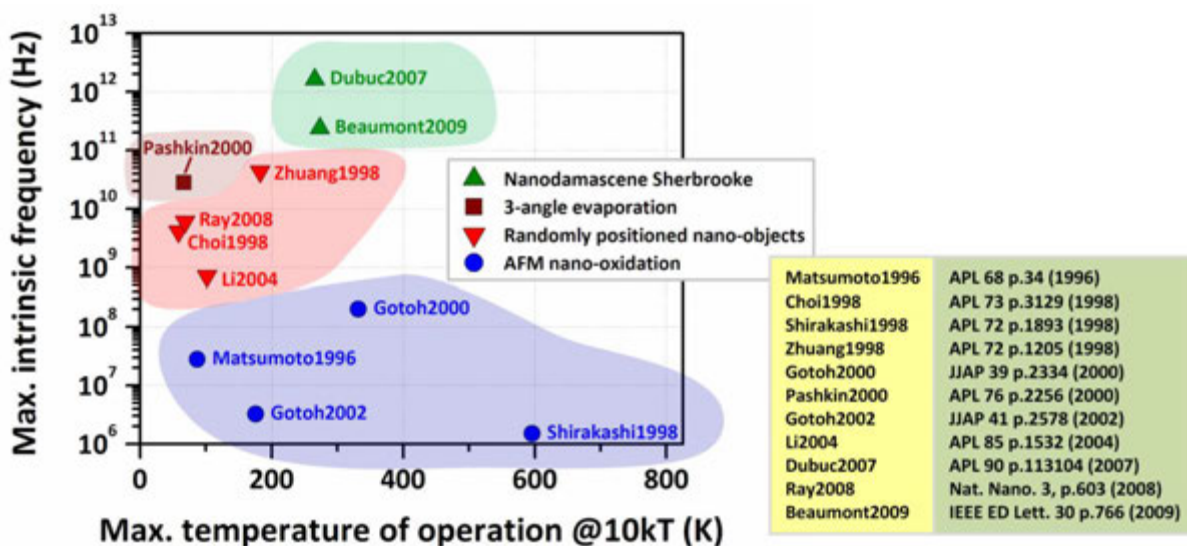 10^13
10^12
10^11
10^10
10^9
10^8
10^7
10^6
Max. intrinsic frequency (Hz)
Dubuc2007
Beaumont2009
Pashkin2000
Zhuang1998
Ray2008
Choi1998
Li2004
Gotoh2000
Matsumoto1996
Gotoh2002
Shirakashi1998
Nanodamascene Sherbrooke
3-angle evaporation
Randomly positioned nano-objects
AFM nano-oxidation
0 200 400 600 800
Max. temperature of operation @10kT (K)
Matsumoto1996 APL 68 p.34 (1996)
Choi1998 APL 73 p.3129 (1998)
Shirakashi1998 APL 72 p.1893 (1998)
Zhuang1998 APL 72 p.1205 (1998)
Gotoh2000 JJAP 39 p.2334 (2000)
Pashkin2000 APL 76 p.2256 (2000)
Gotoh2002 JJAP 41 p.2578 (2002)
Li2004 APL 85 p.1532 (2004)
Dubuc2007 APL 90 p.113104 (2007)
Ray2008 Nat. Nano. 3, p.603 (2008)
Beaumont2009 IEEE ED Lett. 30 p.766 (2009)